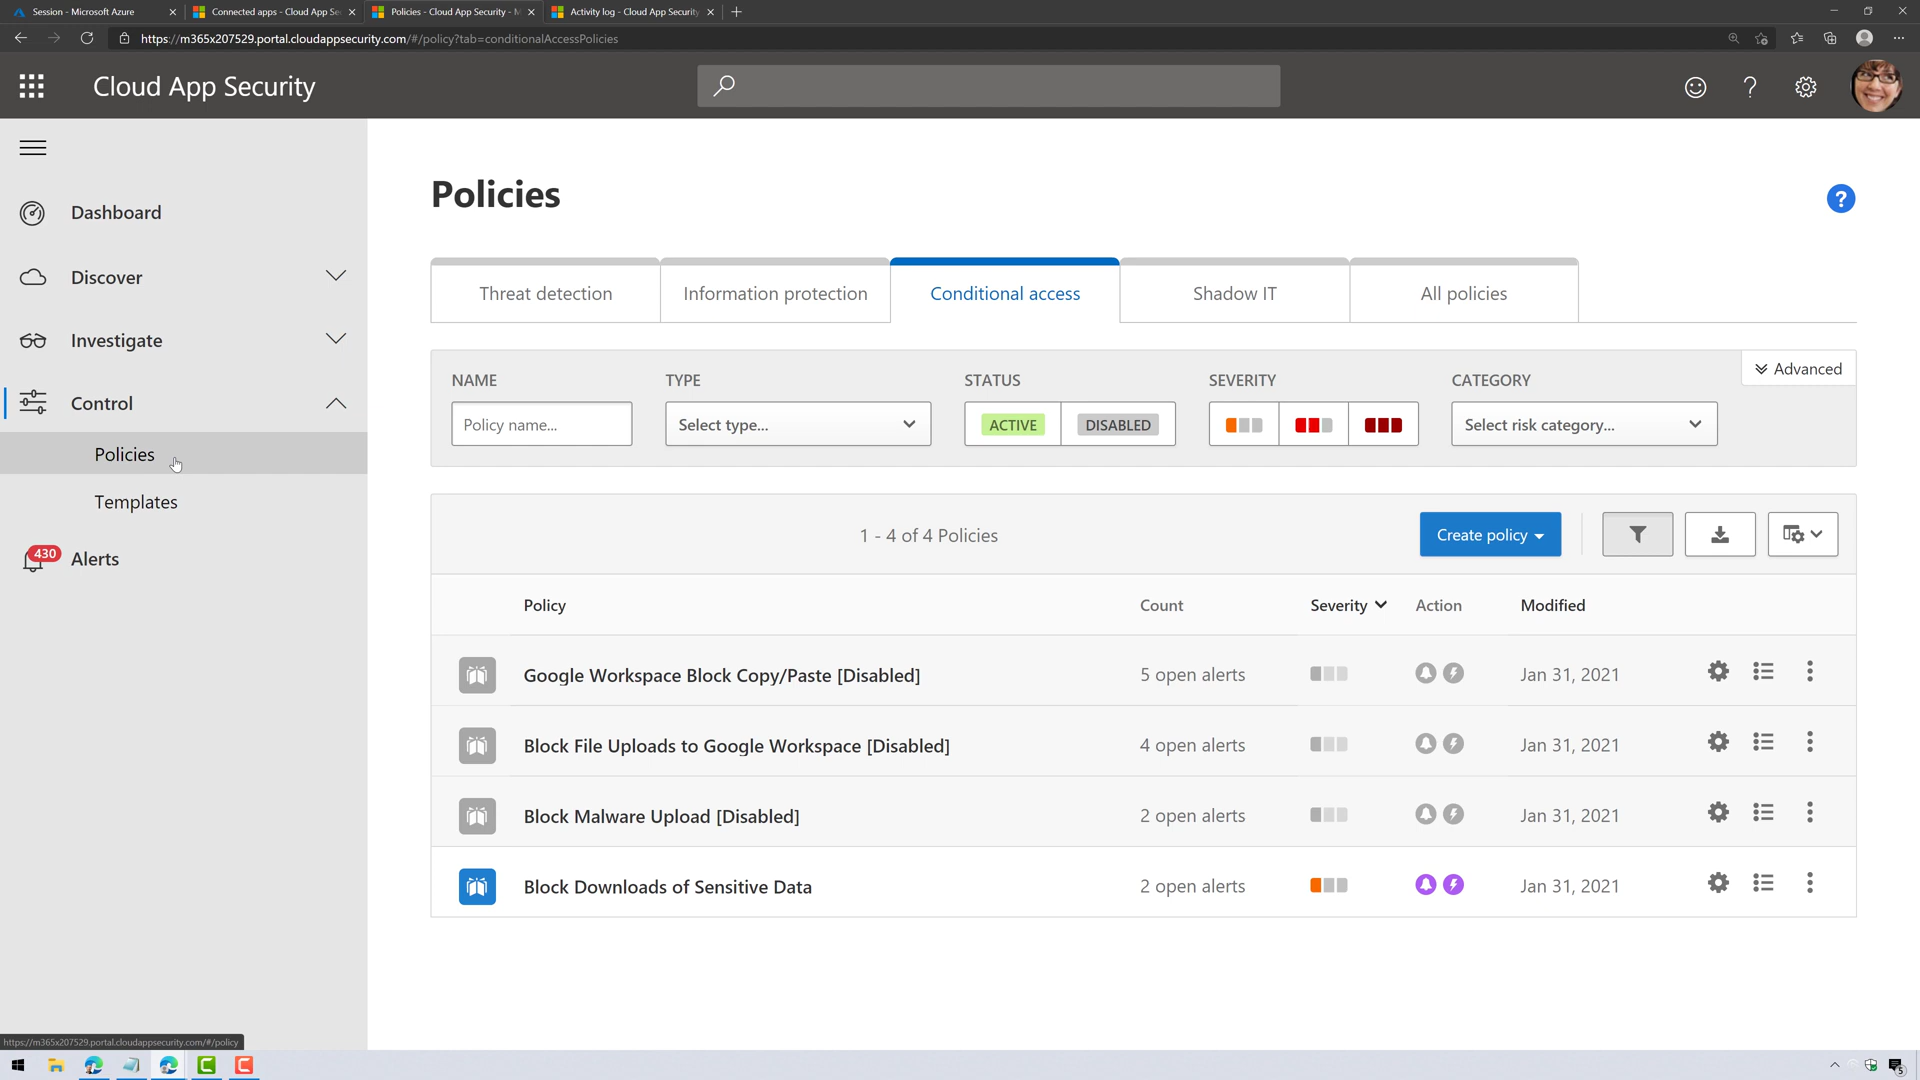 Session - Microsoft Azure
Connected apps - Cloud App Se
Policies - Cloud App Security - M
Activity log - Cloud App Security
https://m365x207529.portal.cloudappsecurity.com/#/policy?tab=conditionalAccessPolicies
Cloud App Security
?
Dashboard
Discover
Investigate
Control
Policies
Templates
430
Alerts
Policies
?
Threat detection
Information protection
Conditional access
Shadow IT
All policies
Advanced
NAME
TYPE
STATUS
SEVERITY
CATEGORY
Policy name...
Select type...
ACTIVE
DISABLED
Select risk category...
1 - 4 of 4 Policies
Create policy
Policy Count Severity Action Modified
Google Workspace Block Copy/Paste [Disabled] 5 open alerts Jan 31, 2021
Block File Uploads to Google Workspace [Disabled] 4 open alerts Jan 31, 2021
Block Malware Upload [Disabled] 2 open alerts Jan 31, 2021
Block Downloads of Sensitive Data 2 open alerts Jan 31, 2021
https://m365x207529.portal.cloudappsecurity.com/#/policy
5